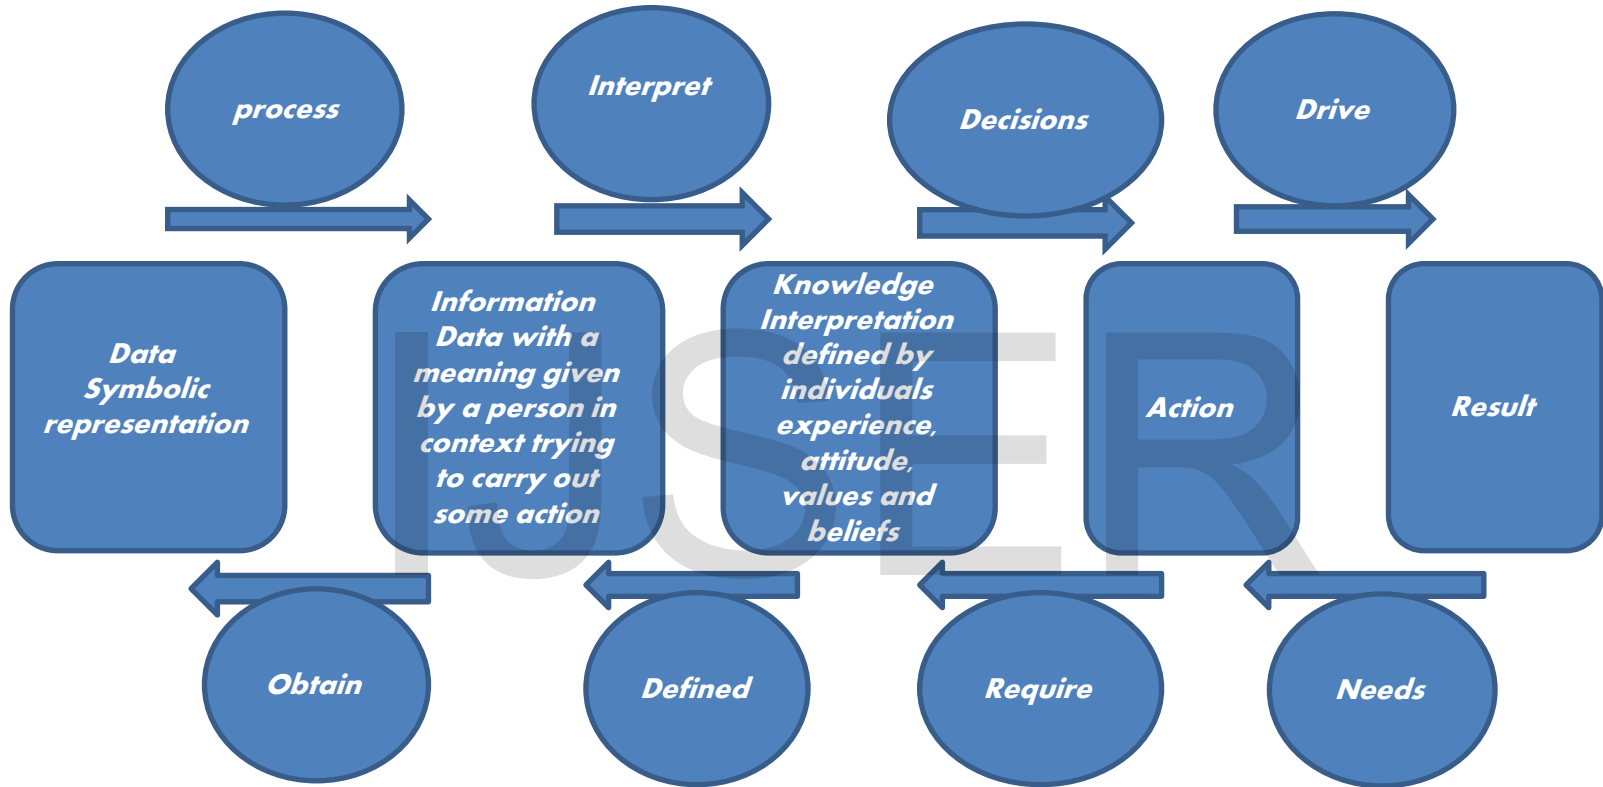 process
Interpret
Decisions
Drive
Data
Symbolic
representation
Information
Data with a
meaning given
by a person in
context trying
to carry out
some action
Knowledge
Interpretation
defined by
individuals
experience,
attitude,
values and
beliefs
Action
Result
IJSER
Obtain
Defined
Require
Needs